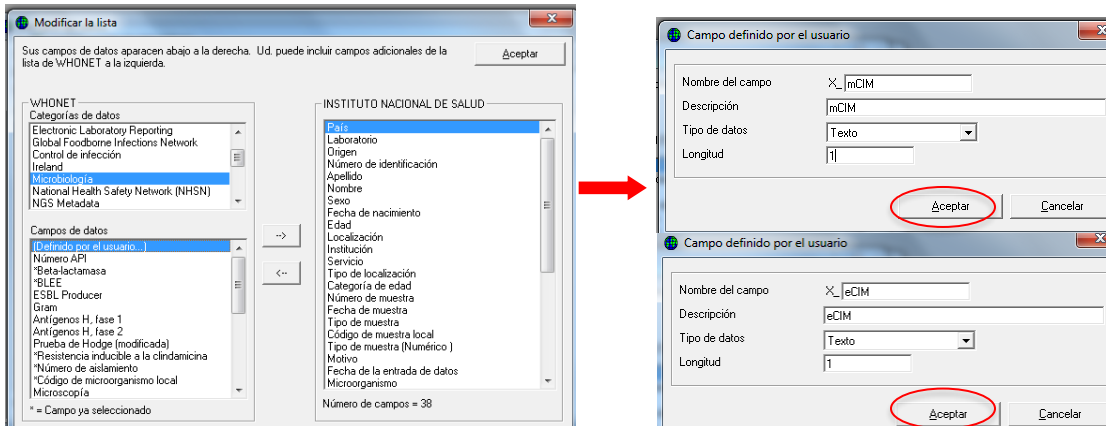 Modificar la lista
Sus campos de datos aparacen abajo a la derecha. Ud. puede incluir campos adicionales de la
lista de WHONET a la izquierda.
Aceptar
WHONET
Categorías de datos
Electronic Laboratory Reporting
Global Foodborne Infections Network
Control de infección
Ireland
Microbiología
National Health Safety Network (NHSN)
NGS Metadata
Campos de datos
(Definido por el usuario...)
Número API
*Beta-lactamasa
*BLEE
ESBL Producer
Gram
Antígenos H, fase 1
Antígenos H, fase 2
Prueba de Hodge (modificada)
*Resistencia inducible a la clindamicina
*Número de aislamiento
*Código de microorganismo local
Microscopía
* = Campo ya seleccionado
-->
<--
INSTITUTO NACIONAL DE SALUD
País
Laboratorio
Origen
Número de identificación
Apellido
Nombre
Sexo
Fecha de nacimiento
Edad
Localización
Institución
Servicio
Tipo de localización
Categoría de edad
Número de muestra
Fecha de muestra
Tipo de muestra
Código de muestra local
Tipo de muestra (Numérico )
Motivo
Fecha de la entrada de datos
Microorganismo
Número de campos = 38
Campo definido por el usuario
Nombre del campo X_ mCIM
Descripción mCIM
Tipo de datos Texto
Longitud 1
Aceptar Cancelar
Campo definido por el usuario
Nombre del campo X_ eCIM
Descripción eCIM
Tipo de datos Texto
Longitud 1
Aceptar Cancelar